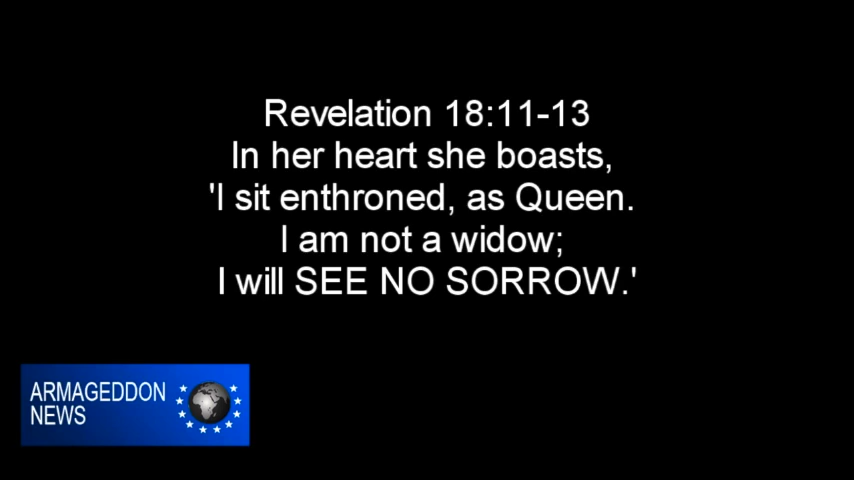 Revelation 18:11-13
In her heart she boasts,
'I sit enthroned, as Queen.
I am not a widow;
I will SEE NO SORROW.'
ARMAGEDDON
NEWS